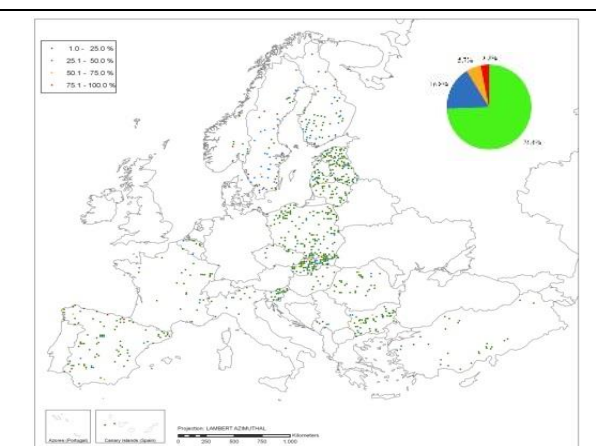 1.0 - 25.0 %
25.1 - 50.0 %
50.1 - 75.0 %
75.1 - 100.0 %
Azores (Portugal)
Canary Islands (Spain)
Projection: LAMBERT AZIMUTHAL
Kilometers
0 250 500 750 1.000